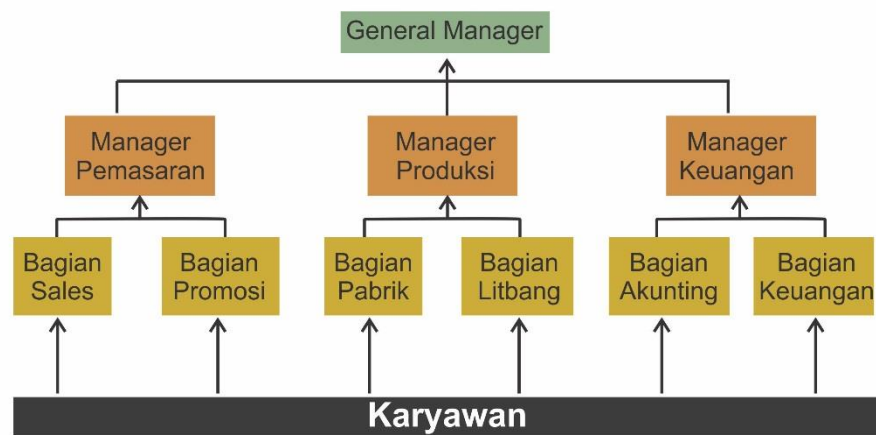 General Manager
Manager
Pemasaran
Manager
Produksi
Manager
Keuangan
Bagian
Sales
Bagian
Promosi
Bagian
Pabrik
Bagian
Litbang
Bagian
Akunting
Bagian
Keuangan
Karyawan